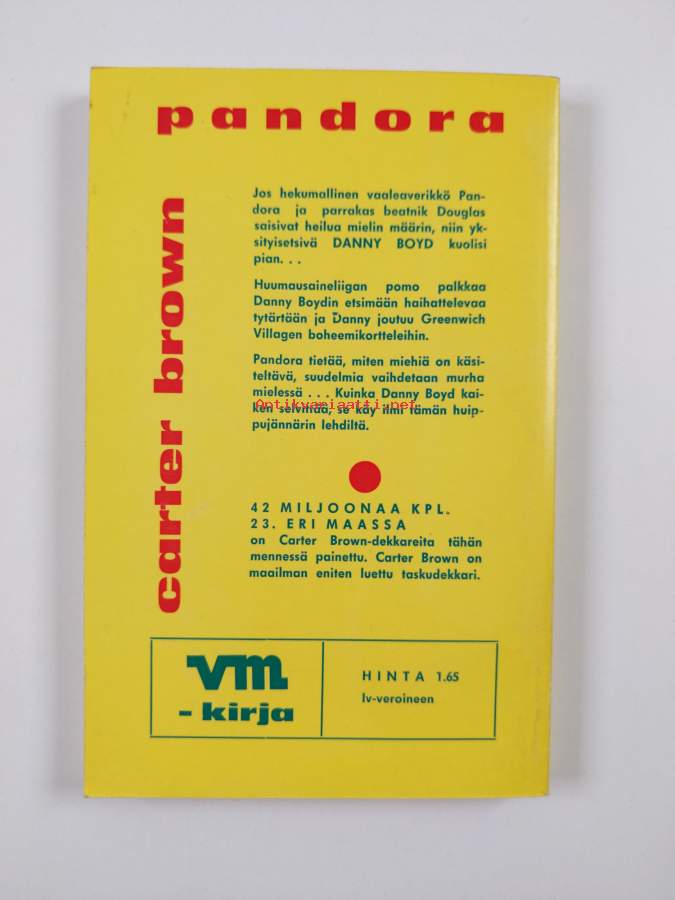 pandora
carter brown
Jos hekumallinen vaaleaverikkö Pan-
dora ja parrakas beatnik Douglas
saisivat heilua mielin määrin, niin yk-
sityisetsivä DANNY BOYD kuolisi
pian. . .
Huumausaineliigan pomo palkkaa
Danny Boydin etsimään haihattelevaa
tytärtään ja Danny joutuu Greenwich
Villagen boheemikortteleihin.
Pandora tietää, miten miehiä on käsi-
teltävä, suudelmia vaihdetaan murha
mielessä . . . Kuinka Danny Boyd kai-
Antikvariaatti.net
ken selvittää, se käy ilmi tämän huip-
pujännärin lehdiltä.
42 MILJOONAA KPL.
23. ERI MAASSA
on Carter Brown-dekkareita tähän
mennessä painettu. Carter Brown on
maailman eniten luettu taskudekkari.
vm
- kirja
HINTA 1.65
lv-veroineen